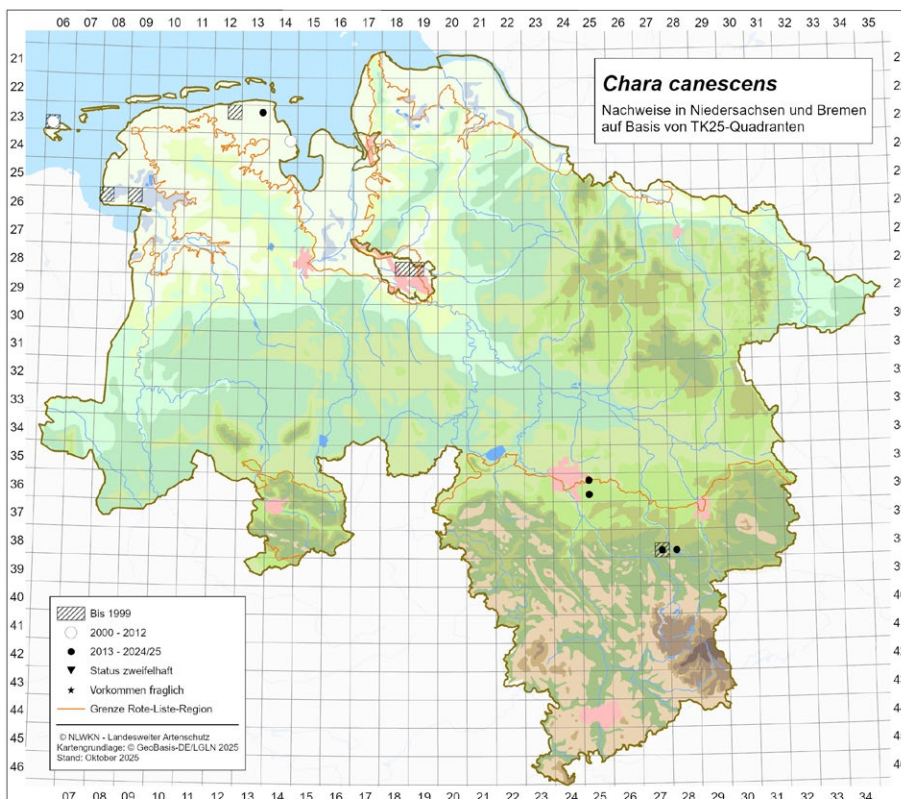 06 07 08 09 10 11 12 13 14 15 16 17 18 19 20 21 22 23 24 25 26 27 28 29 30 31 32 33 34 35
Chara canescens
Nachweise in Niedersachsen und Bremen
auf Basis von TK25-Quadranten
21
22
23
24
25
26
27
28
29
30
31
32
33
34
35
36
37
38
39
40
41
42
43
44
45
46
Bis 1999
2000 - 2012
2013 - 2024/25
Status zweifelhaft
Vorkommen fraglich
Grenze Rote-Liste-Region
© NLWKN - Landesweiter Artenschutz
Kartengrundlage: © GeoBasis-DE/LGLN 2025
Stand: Oktober 2025
07 08 09 10 11 12 13 14 15 16 17 18 19 20 21 22 23 24 25 26 27 28 29 30 31 32 33 34